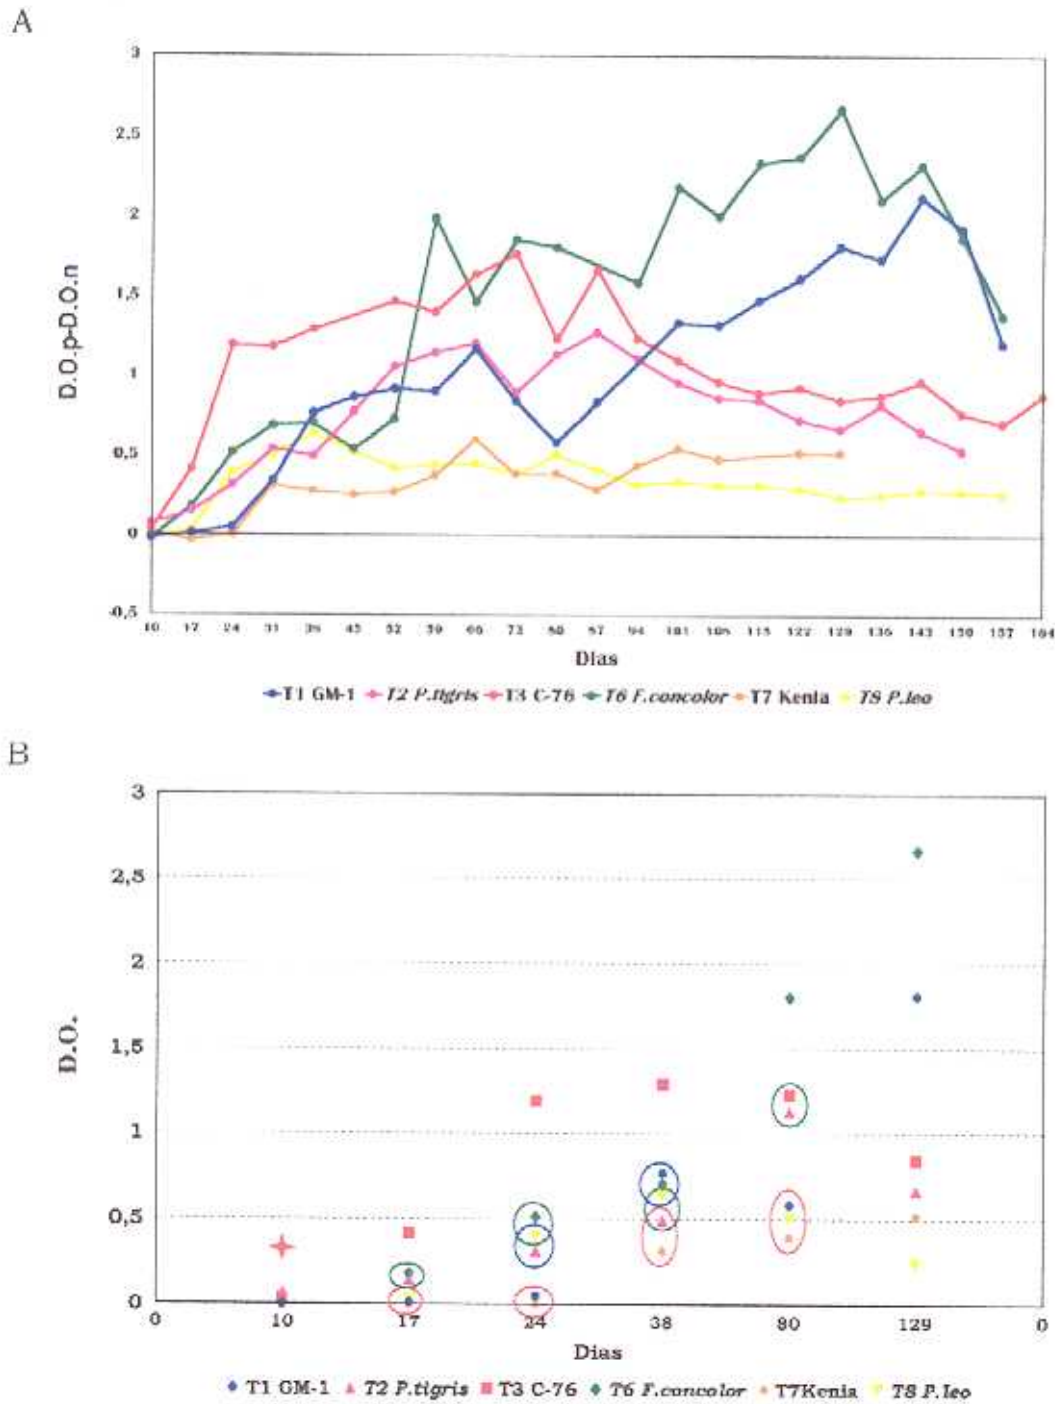 A
3
2,5
2
1,5
1
0,5
0
-0,5
D.O.p-D.O.n
10 17 24 31 38 45 52 59 66 73 80 87 94 101 108 115 122 129 136 143 150 157 164
Dias
T1 GM-1 T2 P.tigris T3 C-76 T6 F.concolor T7 Kenia T8 P.leo
B
3
2,5
2
1,5
1
0,5
0
D.O.
0 10 17 24 38 80 129 0
Dias
T1 GM-1 T2 P.tigris T3 C-76 T6 F.concolor T7Kenia T8 P.leo